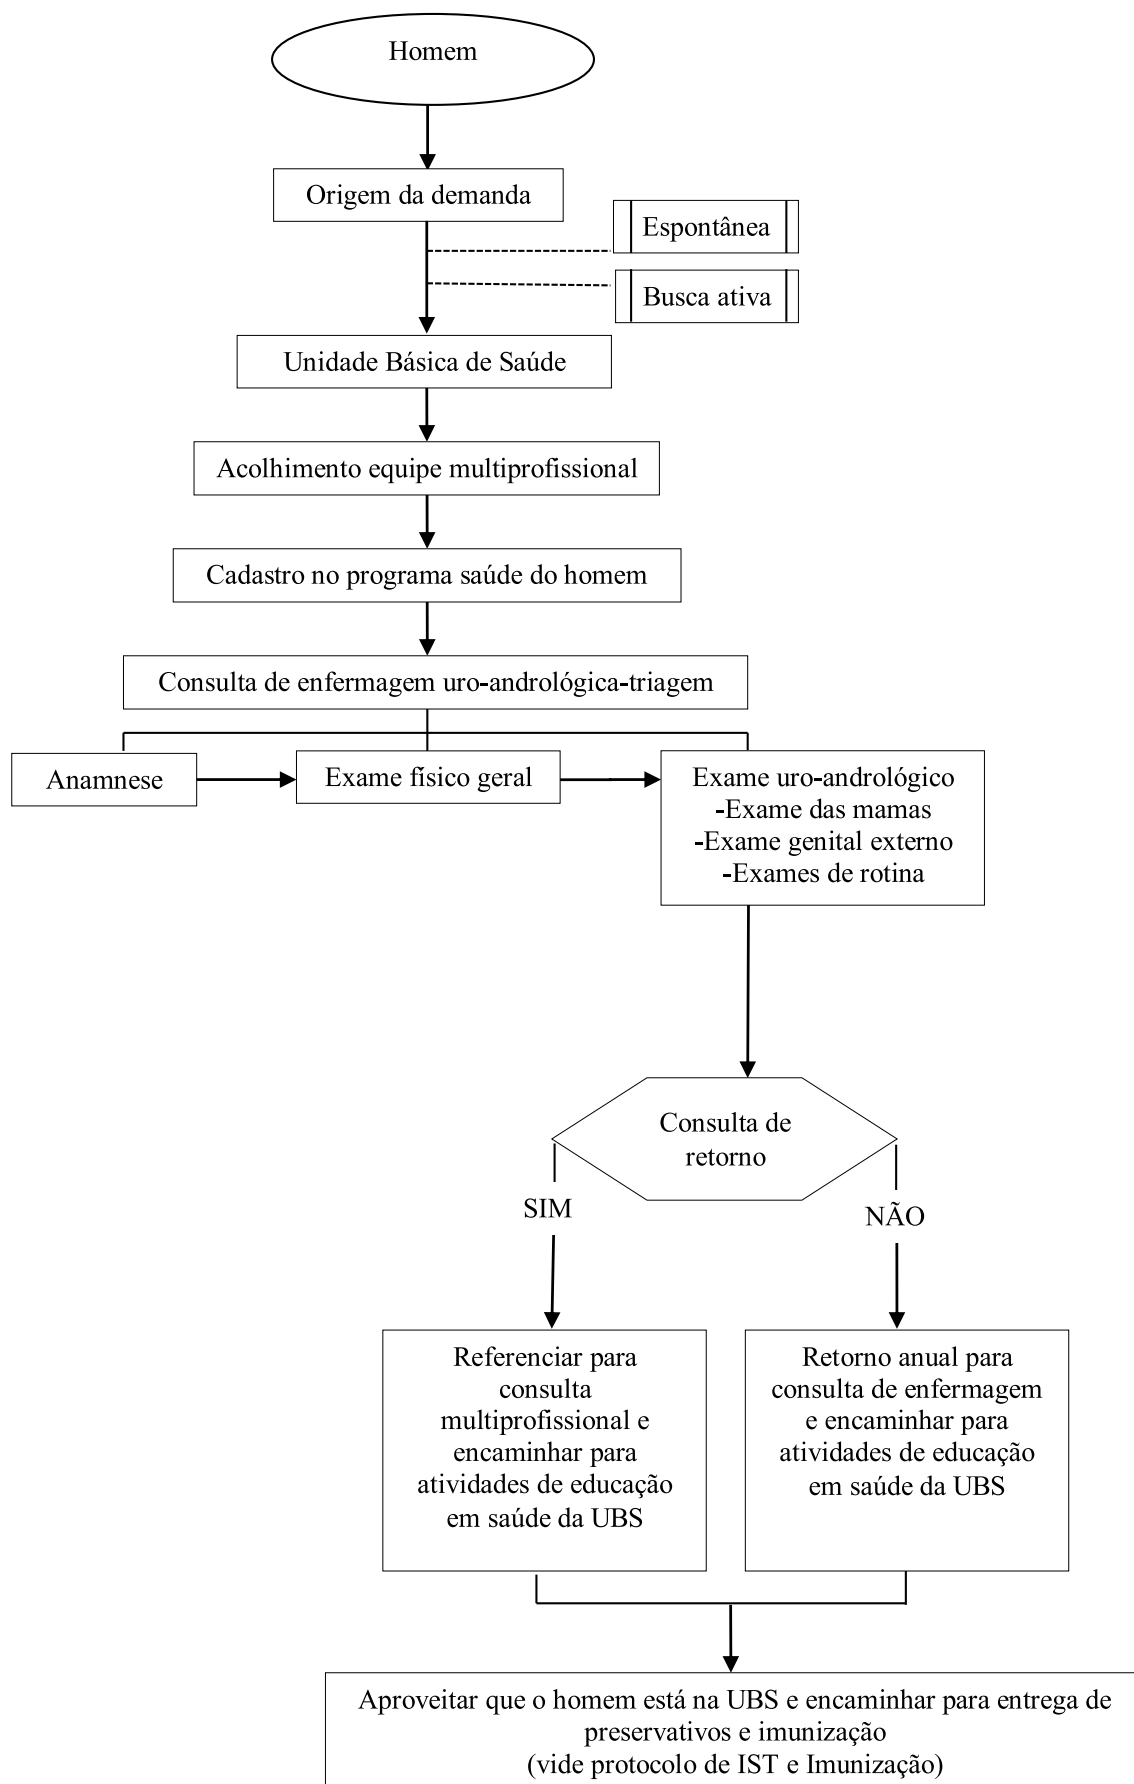 Homem
Origem da demanda
Espontânea
Busca ativa
Unidade Básica de Saúde
Acolhimento equipe multiprofissional
Cadastro no programa saúde do homem
Consulta de enfermagem uro-andrológica-triagem
Anamnese
Exame físico geral
Exame uro-andrológico
-Exame das mamas
-Exame genital externo
-Exames de rotina
Consulta de
retorno
SIM
NÃO
Referenciar para
consulta
multiprofissional e
encaminhar para
atividades de educação
em saúde da UBS
Retorno anual para
consulta de enfermagem
e encaminhar para
atividades de educação
em saúde da UBS
Aproveitar que o homem está na UBS e encaminhar para entrega de
preservativos e imunização
(vide protocolo de IST e Imunização)